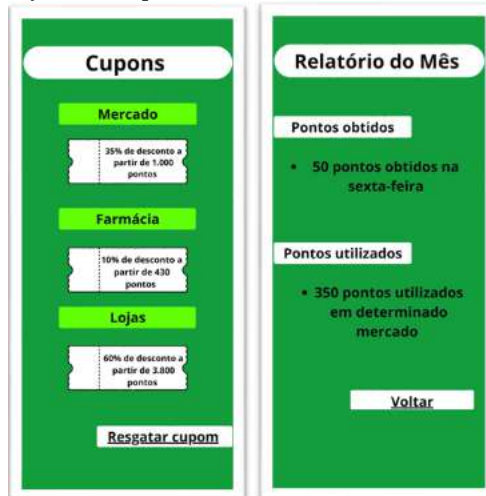 Cupons
Mercado
35% de desconto a
partir de 1.000
pontos
Farmácia
10% de desconto a
partir de 430
pontos
Lojas
60% de desconto a
partir de 3.800
pontos
Resgatar cupom
Relatório do Mês
Pontos obtidos
• 50 pontos obtidos na
sexta-feira
Pontos utilizados
• 350 pontos utilizados
em determinado
mercado
Voltar